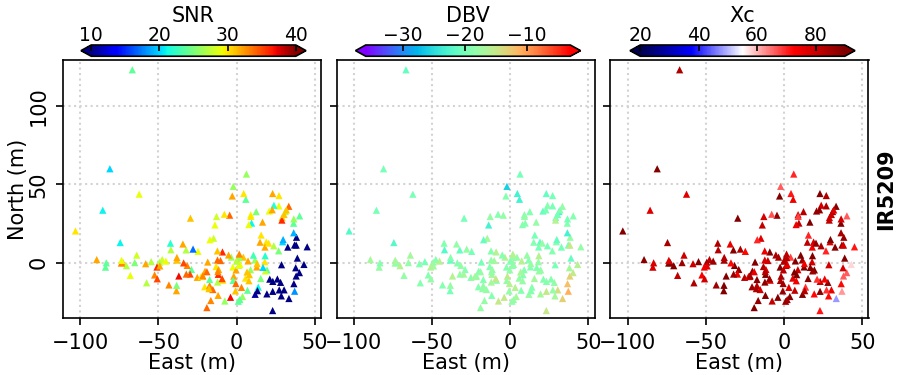 SNR DBV Xc
10 20 30 40 −30 −20 −10 20 40 60 80
100
50
0
North (m)
IR5209
−100 −50 0 50 −100 −50 0 50 −100 −50 0 50
East (m) East (m) East (m)